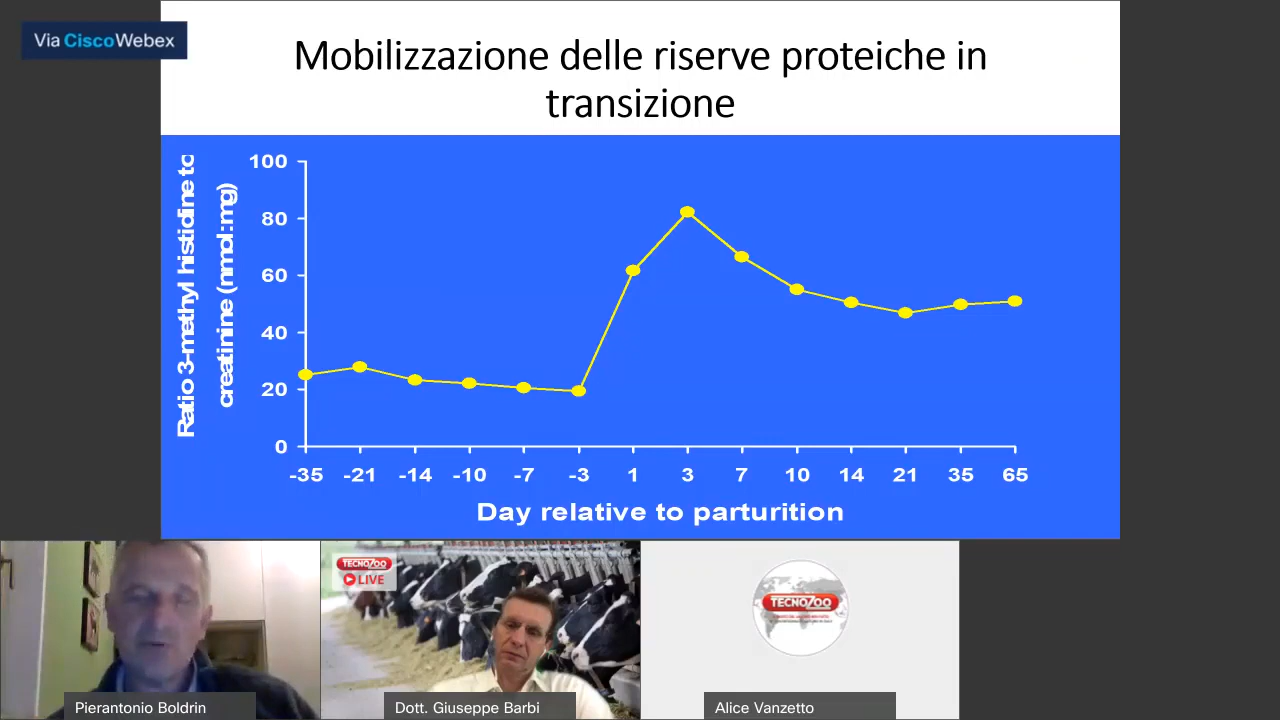 Via CiscoWebex
Mobilizzazione delle riserve proteiche in
transizione
Ratio 3-methyl histidine to
creatinine (nmol:mg)
100
80
60
40
20
0
-35 -21 -14 -10 -7 -3 1 3 7 10 14 21 35 65
Day relative to parturition
TECNOZOO
LIVE
TECNOZOO
Pierantonio Boldrin
Dott. Giuseppe Barbi
Alice Vanzetto